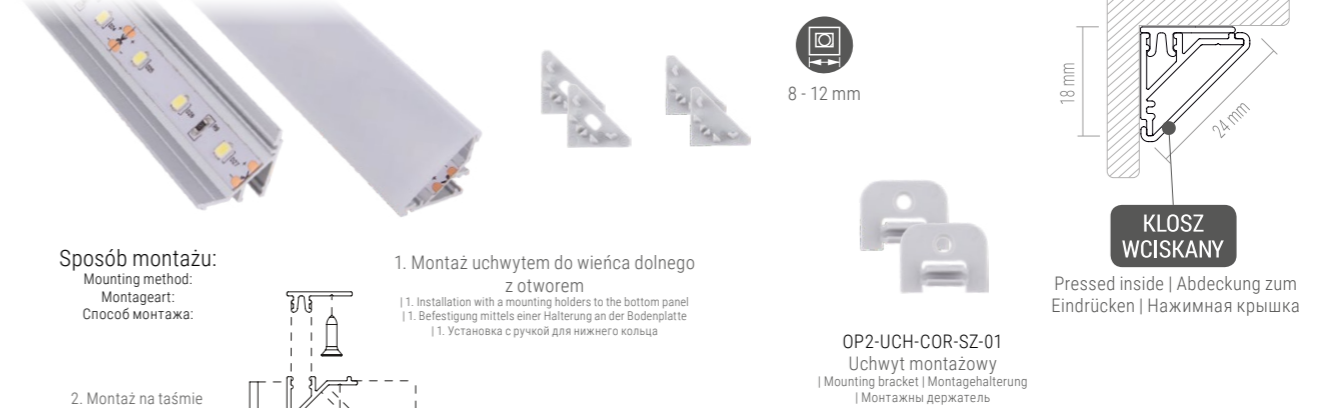 8 - 12 mm
18 mm
24 mm
KLOSZ
WCISKANY
Pressed inside | Abdeckung zum
Eindrücken | Нажимная крышка
Sposób montażu:
Mounting method:
Montageart:
Способ монтажа:
1. Montaż uchwytem do wieńca dolnego
z otworem
| 1. Installation with a mounting holders to the bottom panel
| 1. Befestigung mittels einer Halterung an der Bodenplatte
| 1. Установка с ручкой для нижнего кольца
OP2-UCH-COR-SZ-01
Uchwyt montażowy
| Mounting bracket | Montagehalterung
| Монтажны держатель
2. Montaż na taśmie